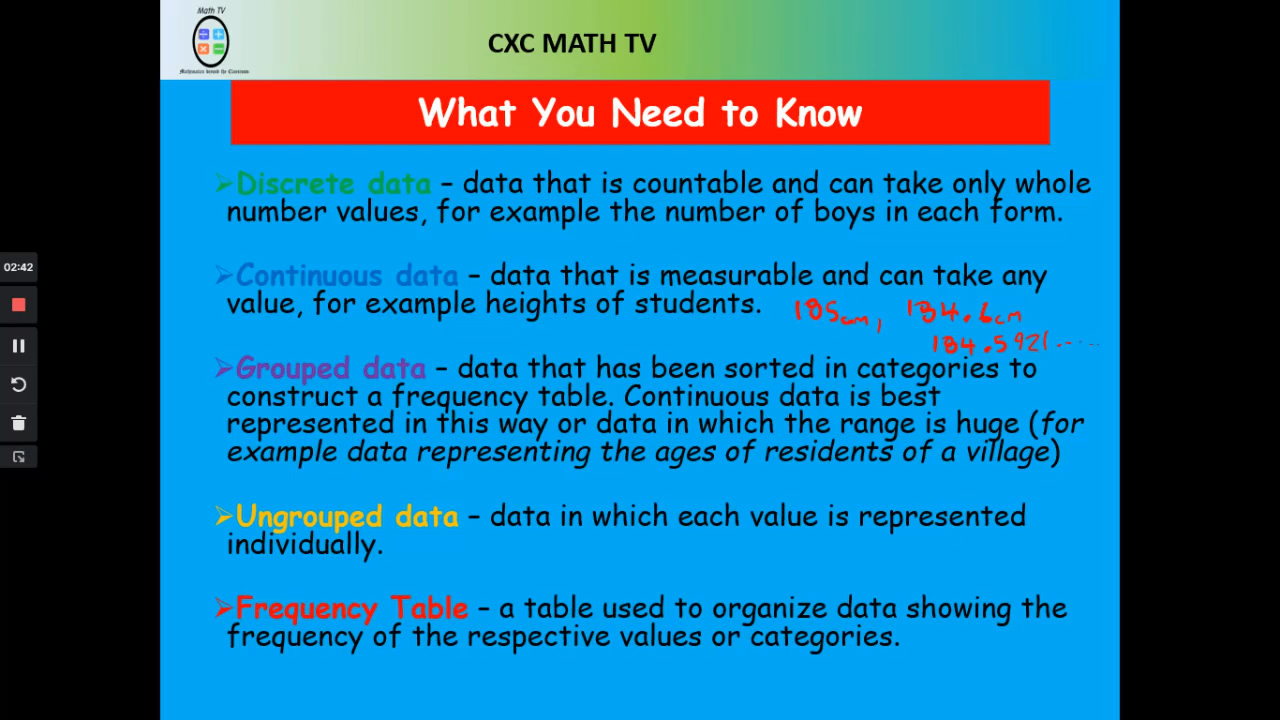 Math TV
Mathematics beyond the Classroom
CXC MATH TV
What You Need to Know
➢Discrete data – data that is countable and can take only whole
number values, for example the number of boys in each form.
➢Continuous data – data that is measurable and can take any
value, for example heights of students. 185cm, 184.6cm
184.5921.....
➢Grouped data – data that has been sorted in categories to
construct a frequency table. Continuous data is best
represented in this way or data in which the range is huge (for
example data representing the ages of residents of a village)
➢Ungrouped data – data in which each value is represented
individually.
➢Frequency Table – a table used to organize data showing the
frequency of the respective values or categories.
02:42